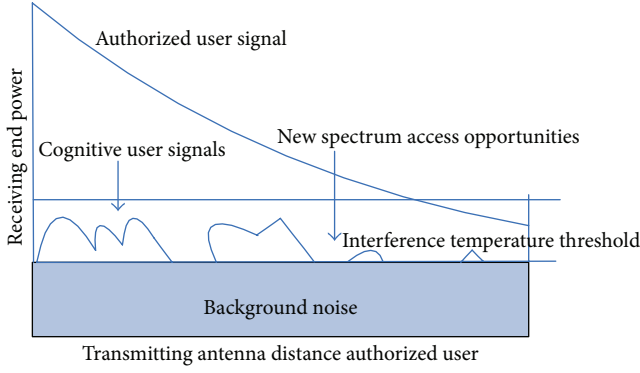 Authorized user signal
New spectrum access opportunities
Cognitive user signals
Receiving end power
Interference temperature threshold
Background noise
Transmitting antenna distance authorized user